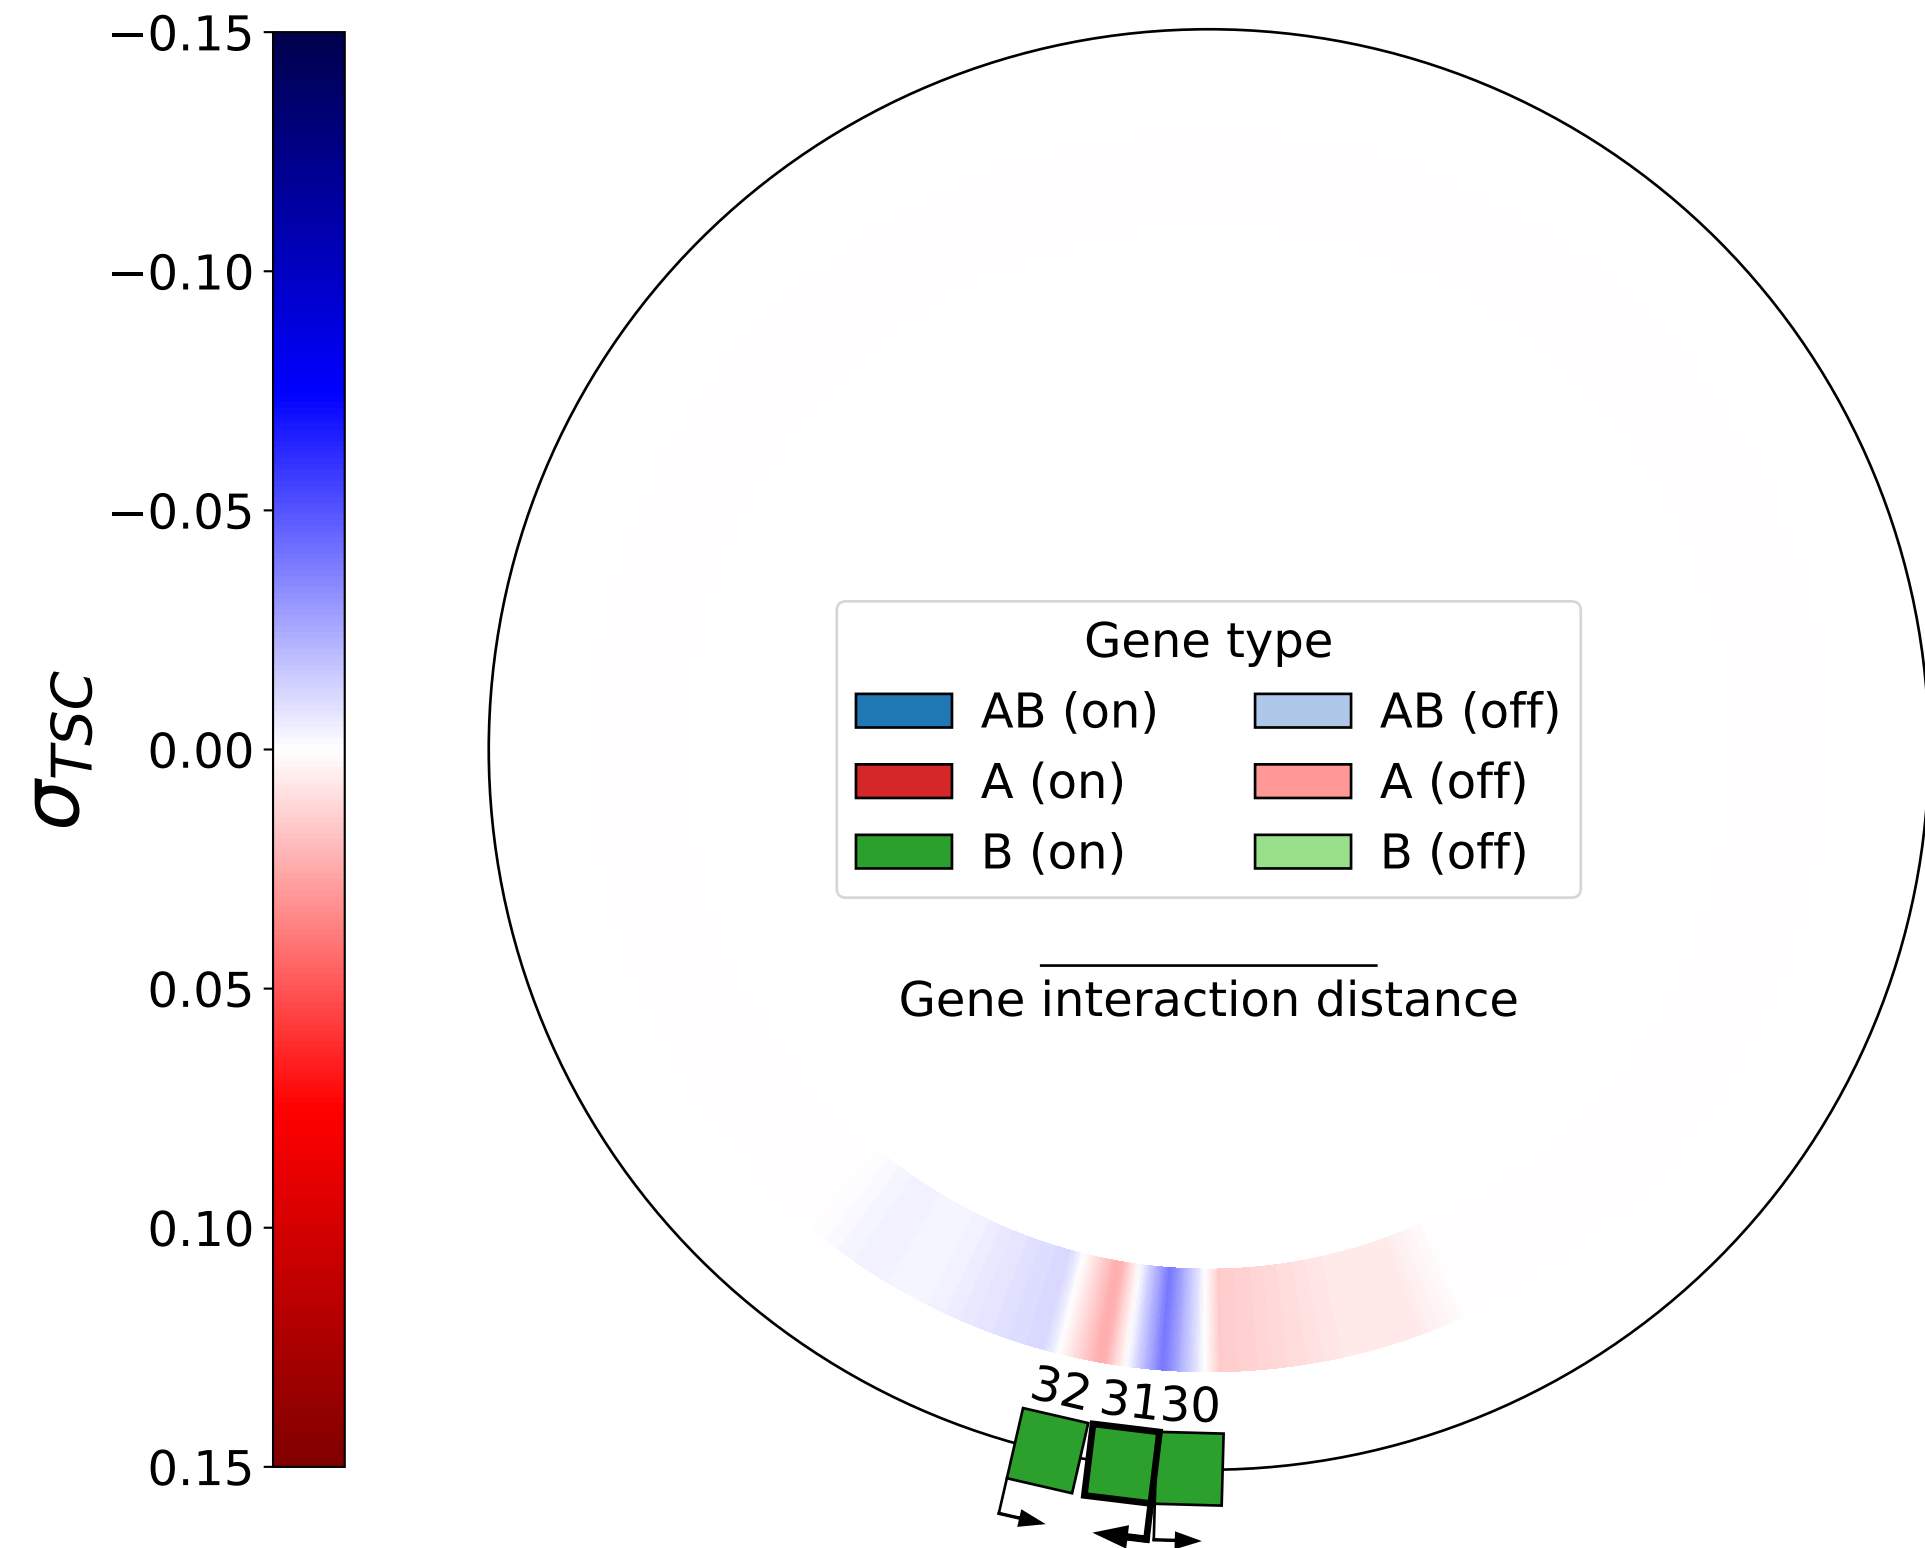 −0.15
−0.10
−0.05
0.00
0.05
0.10
0.15
σTSC
Gene type
AB (on)
AB (off)
A (on)
A (off)
B (on)
B (off)
Gene interaction distance
32
31
30